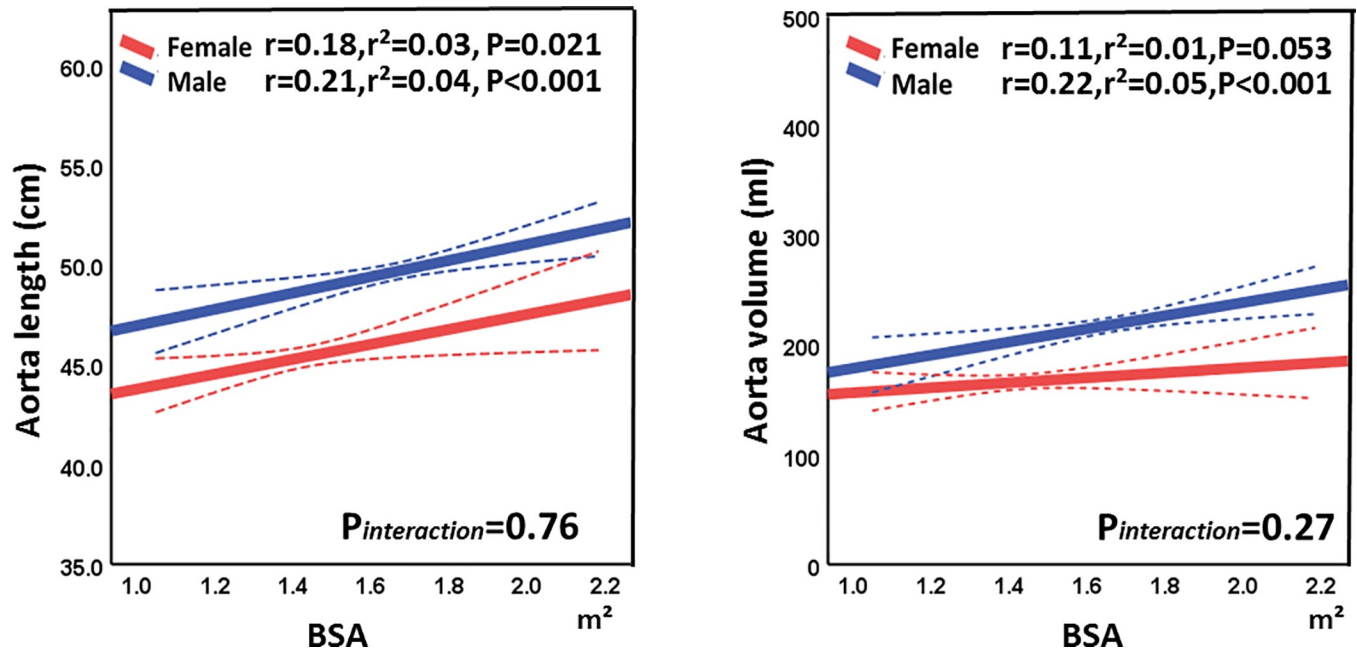 Female r=0.18,r²=0.03, P=0.021
Male r=0.21,r²=0.04, P<0.001
60.0
55.0
50.0
45.0
40.0
35.0
Aorta length (cm)
Pinteraction=0.76
1.0 1.2 1.4 1.6 1.8 2.0 2.2
m²
BSA
Female r=0.11,r²=0.01,P=0.053
Male r=0.22,r²=0.05,P<0.001
500
400
300
200
100
0
Aorta volume (ml)
Pinteraction=0.27
1.0 1.2 1.4 1.6 1.8 2.0 2.2
m²
BSA